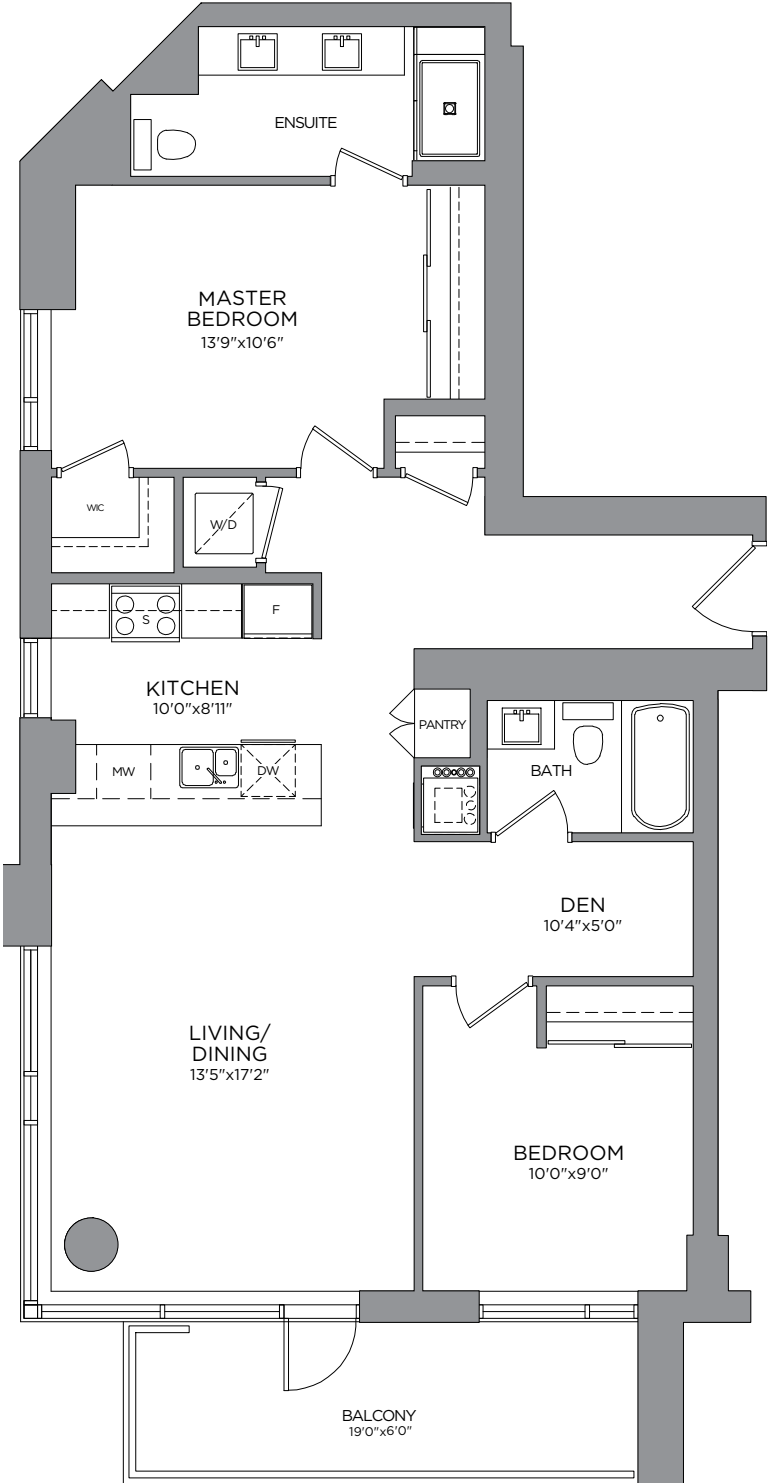 ENSUITE
MASTER
BEDROOM
13'9"x10'6"
WIC
W/D
S
F
KITCHEN
10'0"x8'11"
PANTRY
MW
DW
BATH
DEN
10'4"x5'0"
LIVING/
DINING
13'5"x17'2"
BEDROOM
10'0"x9'0"
BALCONY
19'0"x6'0"